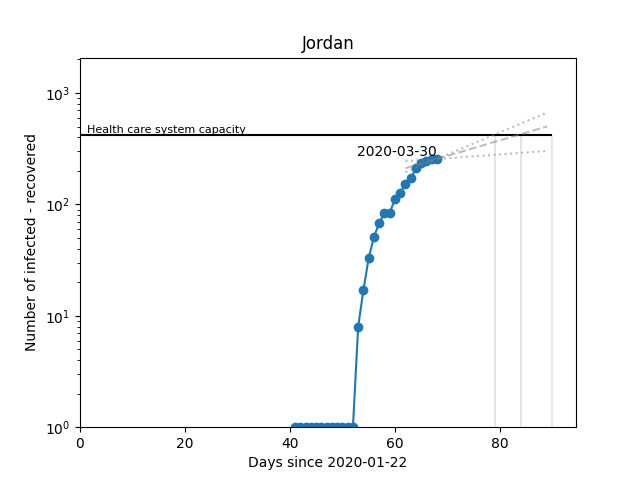 Jordan
Number of infected - recovered
10³
10²
10¹
10⁰
Health care system capacity
2020-03-30
0 20 40 60 80
Days since 2020-01-22